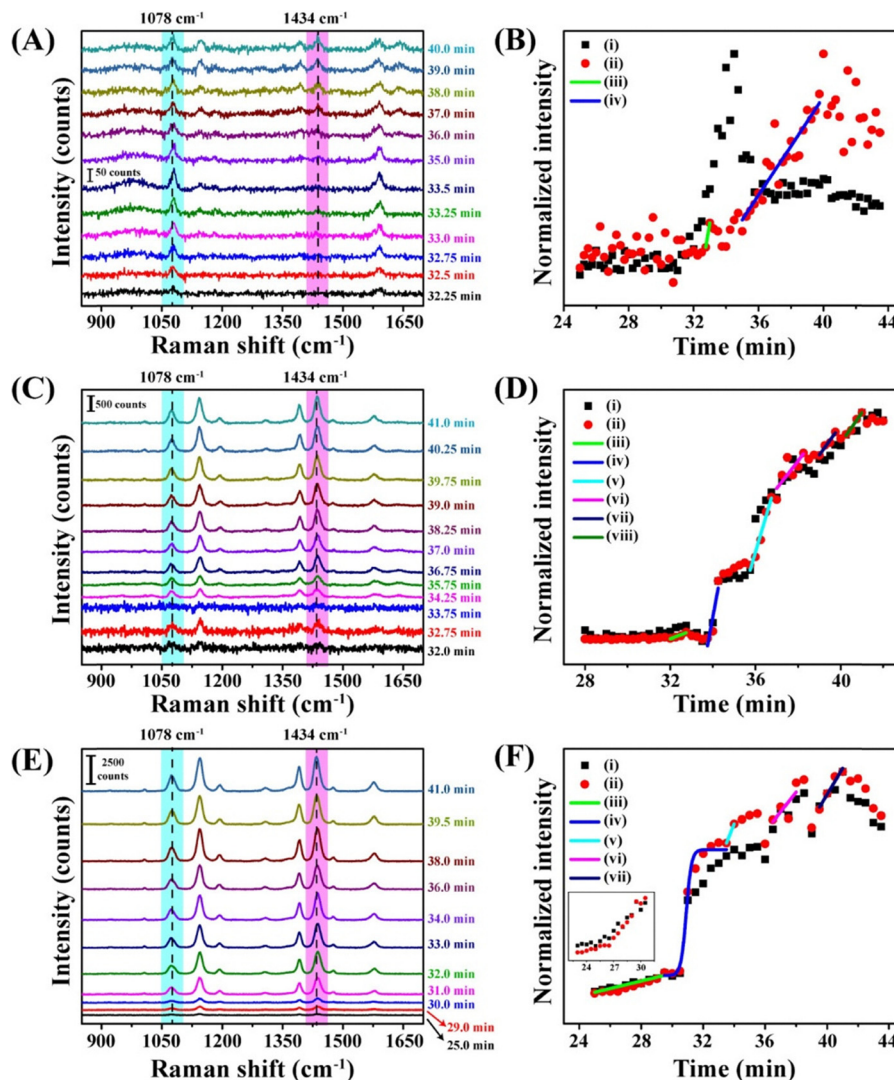 1078 cm⁻¹ 1434 cm⁻¹
(A)
Intensity (counts)
50 counts
40.0 min
39.0 min
38.0 min
37.0 min
36.0 min
35.0 min
33.5 min
33.25 min
33.0 min
32.75 min
32.5 min
32.25 min
900 1050 1200 1350 1500 1650
Raman shift (cm⁻¹)
(B)
Normalized intensity
(i)
(ii)
(iii)
(iv)
24 28 32 36 40 44
Time (min)
1078 cm⁻¹ 1434 cm⁻¹
(C)
Intensity (counts)
500 counts
41.0 min
40.25 min
39.75 min
39.0 min
38.25 min
37.0 min
36.75 min
35.75 min
34.25 min
33.75 min
32.75 min
32.0 min
900 1050 1200 1350 1500 1650
Raman shift (cm⁻¹)
(D)
Normalized intensity
(i)
(ii)
(iii)
(iv)
(v)
(vi)
(vii)
(viii)
28 32 36 40
Time (min)
1078 cm⁻¹ 1434 cm⁻¹
(E)
Intensity (counts)
2500
counts
41.0 min
39.5 min
38.0 min
36.0 min
34.0 min
33.0 min
32.0 min
31.0 min
30.0 min
29.0 min
25.0 min
900 1050 1200 1350 1500 1650
Raman shift (cm⁻¹)
(F)
Normalized intensity
(i)
(ii)
(iii)
(iv)
(v)
(vi)
(vii)
23 24 27 30
24 28 32 36 40 44
Time (min)